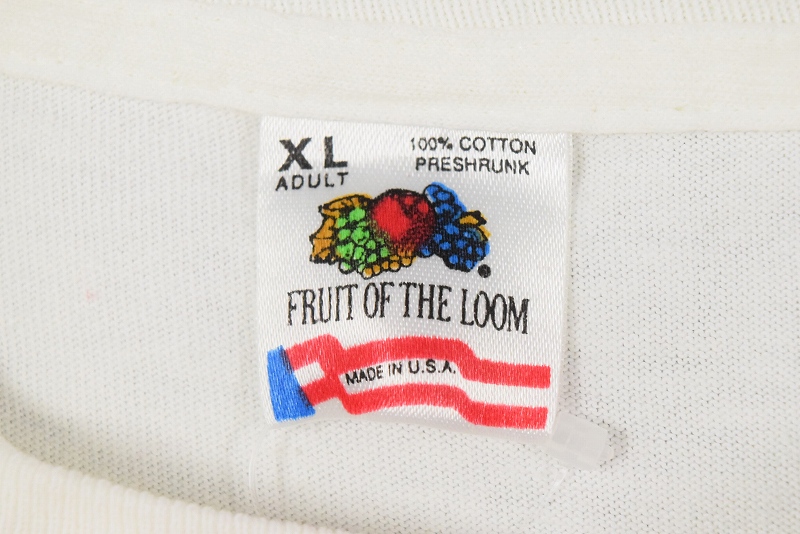 XL
ADULT
100% COTTON
PRESHRUNK
FRUIT OF THE LOOM
MADE IN U.S.A.